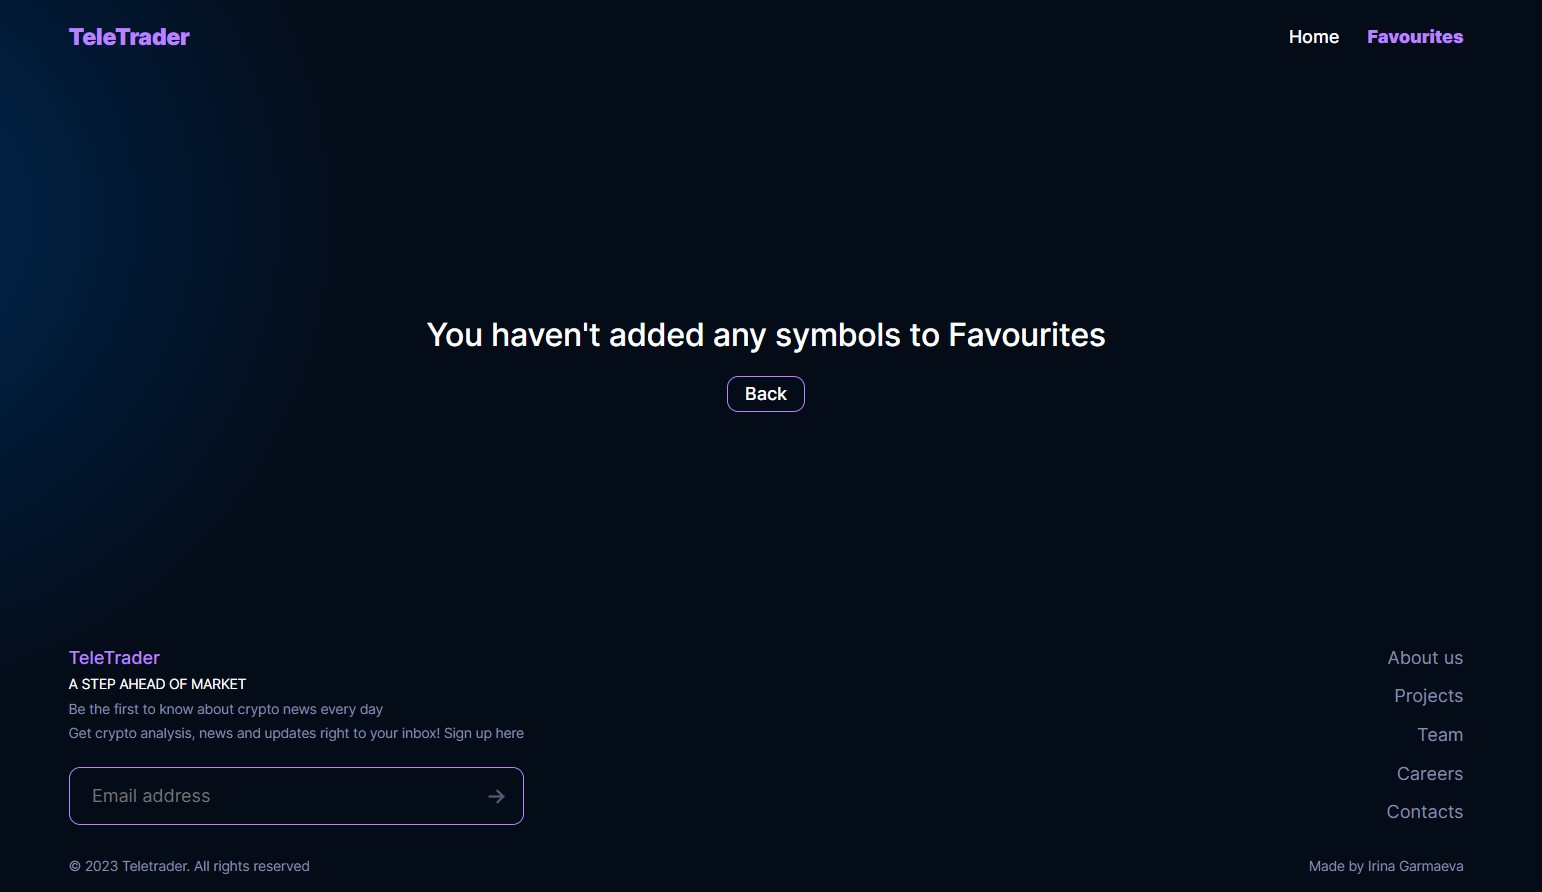 TeleTrader
Home Favourites
You haven't added any symbols to Favourites
Back
TeleTrader
A STEP AHEAD OF MARKET
Be the first to know about crypto news every day
Get crypto analysis, news and updates right to your inbox! Sign up here
Email address
About us
Projects
Team
Careers
Contacts
© 2023 Teletrader. All rights reserved
Made by Irina Garmaeva